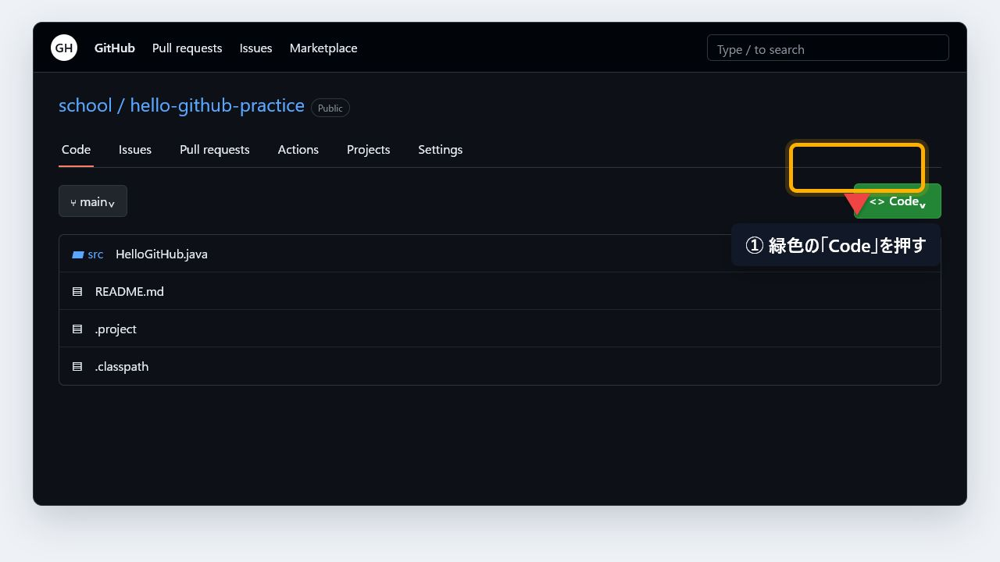 GH GitHub Pull requests Issues Marketplace Type / to search
school / hello-github-practice Public
Code Issues Pull requests Actions Projects Settings
main
<> Code
① 緑色の「Code」を押す
src HelloGitHub.java
README.md
.project
.classpath